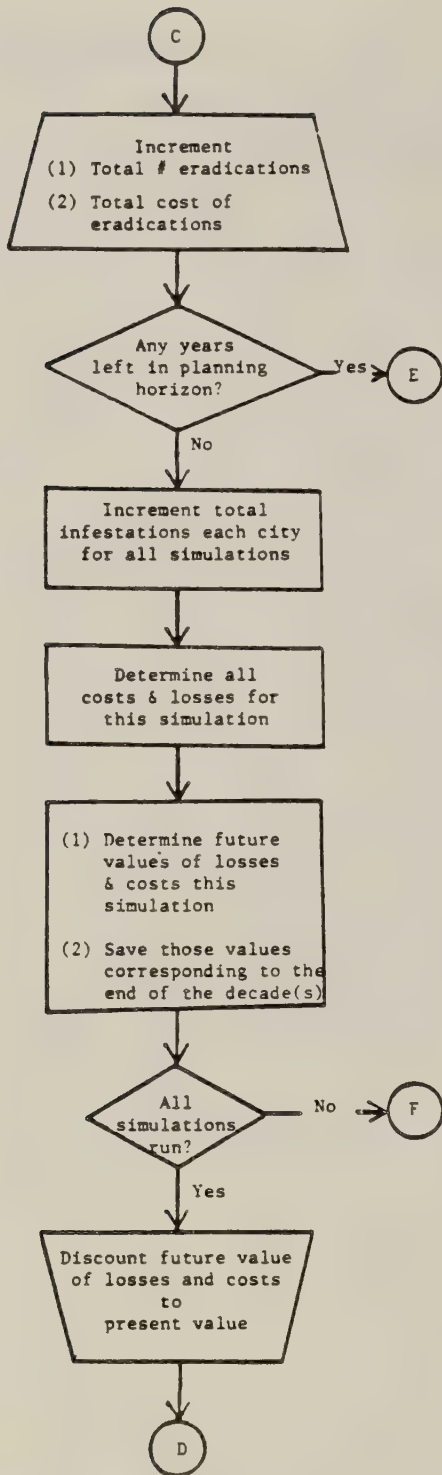 C
Increment
(1) Total # eradications
(2) Total cost of
eradications
Any years
left in planning
horizon?
Yes
E
No
Increment total
infestations each city
for all simulations
Determine all
costs & losses for
this simulation
(1) Determine future
values of losses
& costs this
simulation
(2) Save those values
corresponding to the
end of the decade(s)
All
simulations
run?
No
F
Yes
Discount future value
of losses and costs
to
present value
D